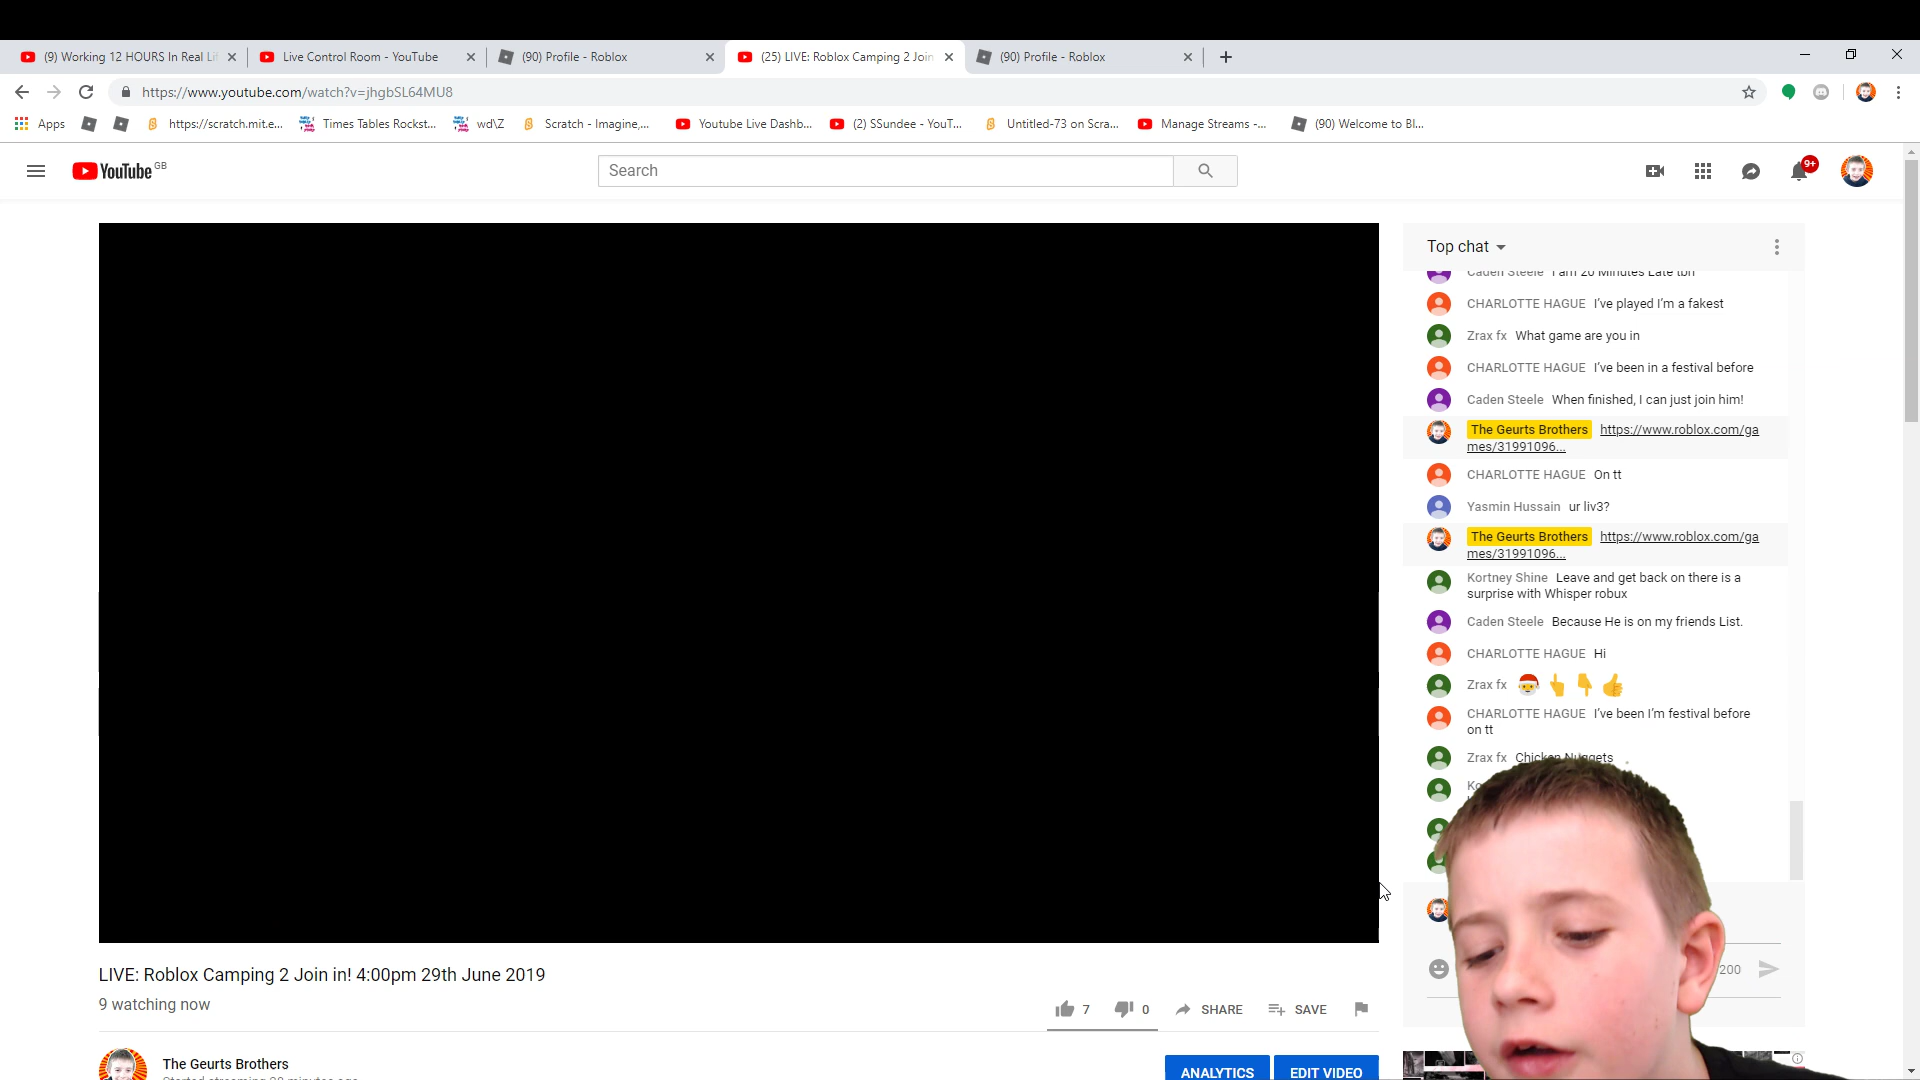 (9) Working 12 HOURS In Real Li
Live Control Room - YouTube
(90) Profile - Roblox
(25) LIVE: Roblox Camping 2 Join
(90) Profile - Roblox
https://www.youtube.com/watch?v=jhgbSL64MU8
Apps
https://scratch.mit.e...
Times Tables Rockst...
wd\Z
Scratch - Imagine,...
Youtube Live Dashb...
(2) SSundee - YouT...
Untitled-73 on Scra...
Manage Streams -...
(90) Welcome to Bl...
YouTube GB
Search
9+
Top chat
Caden Steele I am 20 Minutes Late tbh
CHARLOTTE HAGUE I've played I'm a fakest
Zrax fx What game are you in
CHARLOTTE HAGUE I've been in a festival before
Caden Steele When finished, I can just join him!
The Geurts Brothers https://www.roblox.com/ga
mes/31991096...
CHARLOTTE HAGUE On tt
Yasmin Hussain ur liv3?
The Geurts Brothers https://www.roblox.com/ga
mes/31991096...
Kortney Shine Leave and get back on there is a
surprise with Whisper robux
Caden Steele Because He is on my friends List.
CHARLOTTE HAGUE Hi
Zrax fx 🎅👆👇👍
CHARLOTTE HAGUE I've been I'm festival before
on tt
Zrax fx Chicken Nuggets
200
LIVE: Roblox Camping 2 Join in! 4:00pm 29th June 2019
9 watching now
7
0
SHARE
SAVE
The Geurts Brothers
ANALYTICS
EDIT VIDEO